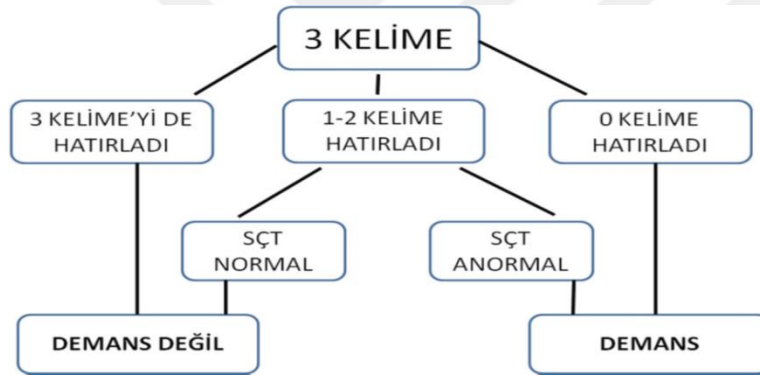 3 KELİME
3 KELİME'Yİ DE
HATIRLADI
1-2 KELİME
HATIRLADI
0 KELİME
HATIRLADI
SÇT
NORMAL
SÇT
ANORMAL
DEMANS DEĞİL
DEMANS